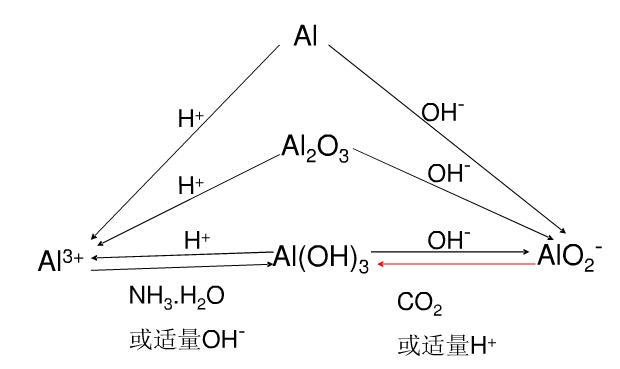 Al
H⁺ OH⁻
Al₂O₃
H⁺ OH⁻
H⁺ OH⁻
Al³⁺ Al(OH)₃ AlO₂⁻
NH₃.H₂O CO₂
或适量OH⁻ 或适量H⁺